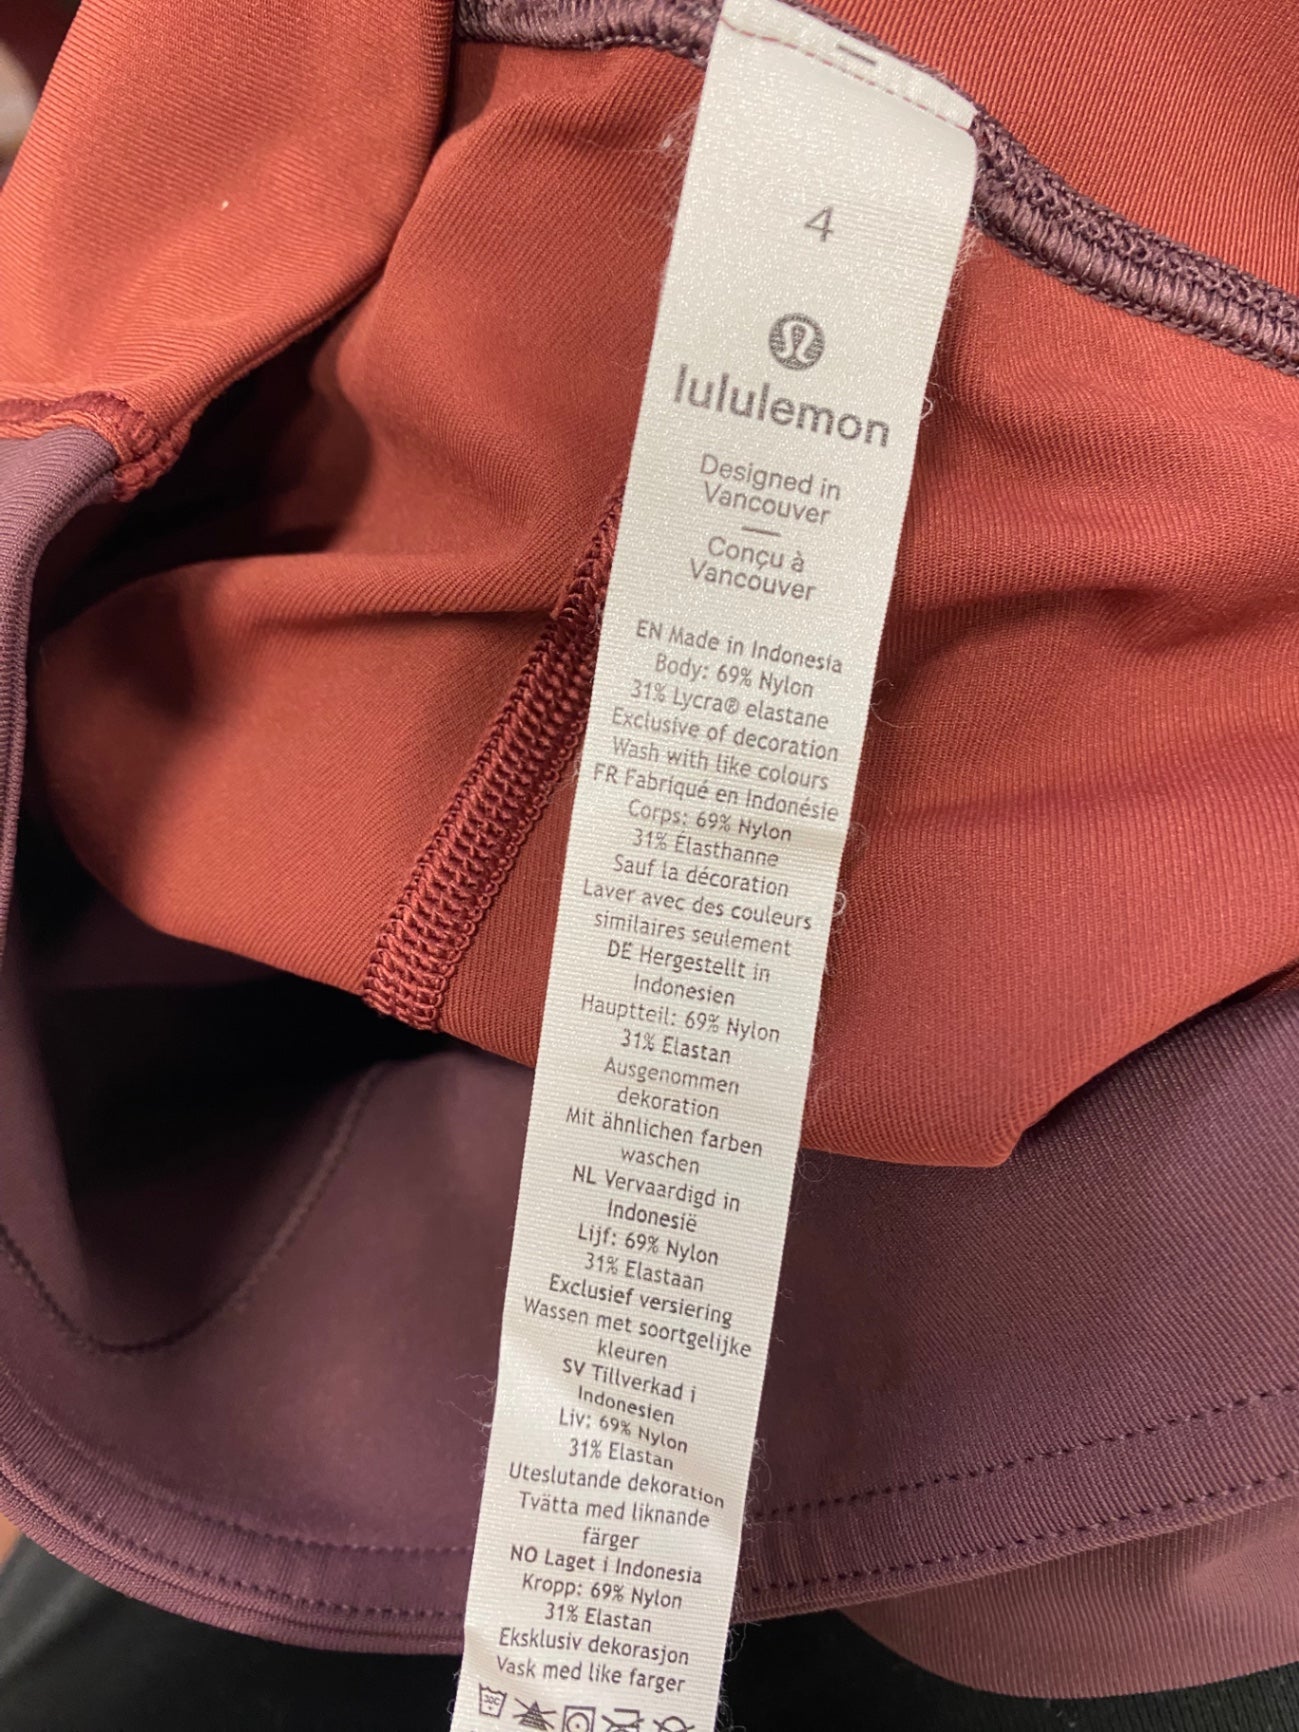 4
lululemon
Designed in
Vancouver
Conçu à
Vancouver
EN Made in Indonesia
Body: 69% Nylon
31% Lycra® elastane
Exclusive of decoration
Wash with like colours
FR Fabriqué en Indonésie
Corps: 69% Nylon
31% Élasthanne
Sauf la décoration
Laver avec des couleurs
similaires seulement
DE Hergestellt in
Indonesien
Hauptteil: 69% Nylon
31% Elastan
Ausgenommen
dekoration
Mit ähnlichen farben
waschen
NL Vervaardigd in
Indonesië
Lijf: 69% Nylon
31% Elastaan
Exclusief versiering
Wassen met soortgelijke
kleuren
SV Tillverkad i
Indonesien
Liv: 69% Nylon
31% Elastan
Uteslutande dekoration
Tvätta med liknande
färger
NO Laget i Indonesia
Kropp: 69% Nylon
31% Elastan
Eksklusiv dekorasjon
Vask med like farger